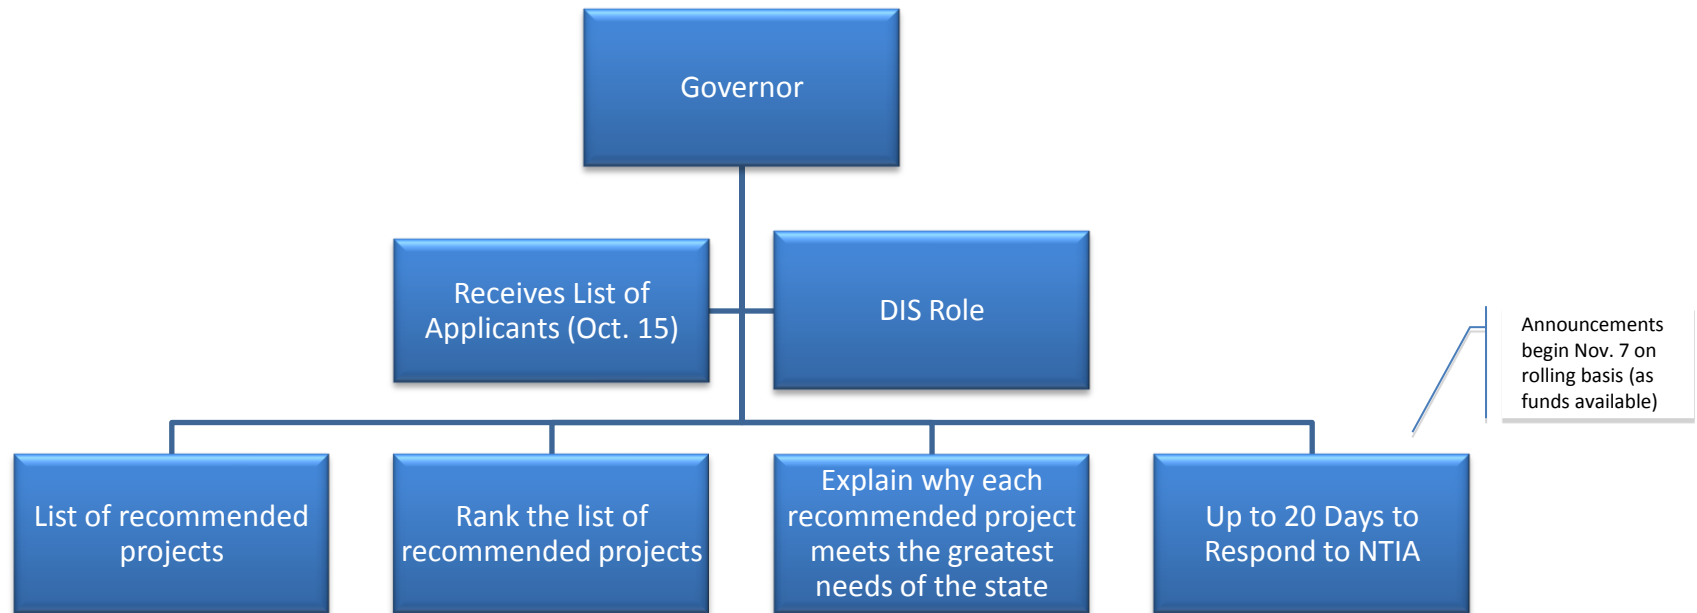 Governor
Receives List of
Applicants (Oct. 15)
DIS Role
Announcements
begin Nov. 7 on
rolling basis (as
funds available)
List of recommended
projects
Rank the list of
recommended projects
Explain why each
recommended project
meets the greatest
needs of the state
Up to 20 Days to
Respond to NTIA